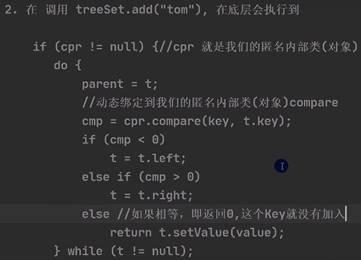 2. 在 调用 treeSet.add("tom"), 在底层会执行到
if (cpr != null) {//cpr 就是我们的匿名内部类(对象)
do {
parent = t;
//动态绑定到我们的匿名内部类(对象)compare
cmp = cpr.compare(key, t.key);
if (cmp < 0)
t = t.left;
else if (cmp > 0)
t = t.right;
else //如果相等，即返回0,这个Key就没有加入
return t.setValue(value);
} while (t != null);